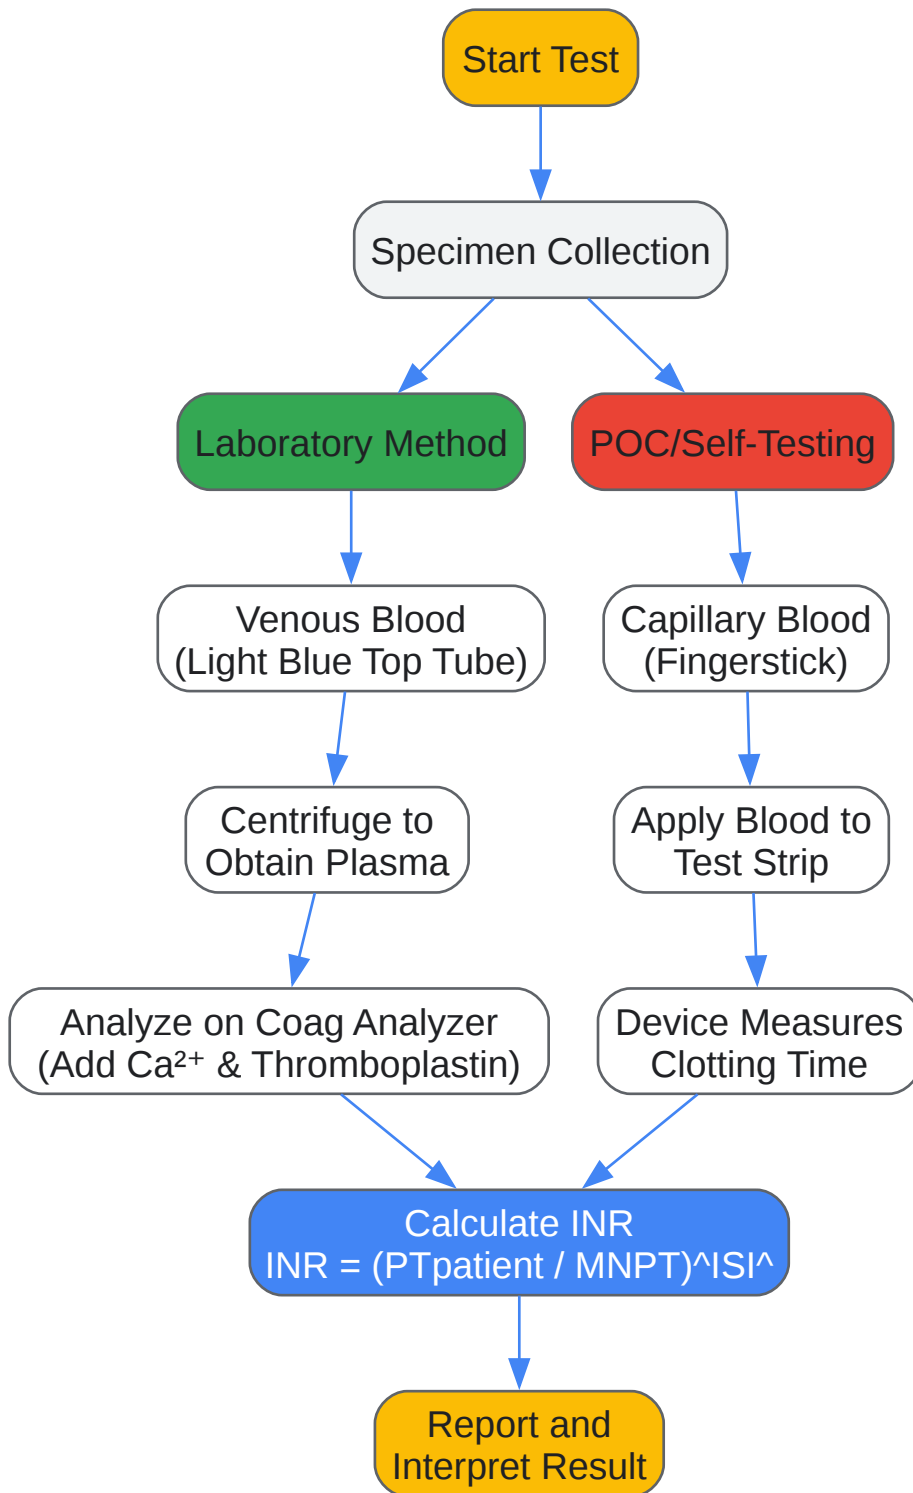 Start Test
Specimen Collection
Laboratory Method
POC/Self-Testing
Venous Blood
(Light Blue Top Tube)
Capillary Blood
(Fingerstick)
Centrifuge to
Obtain Plasma
Apply Blood to
Test Strip
Analyze on Coag Analyzer
(Add Ca²⁺ & Thromboplastin)
Device Measures
Clotting Time
Calculate INR
INR = (PTpatient / MNPT)^ISI^
Report and
Interpret Result